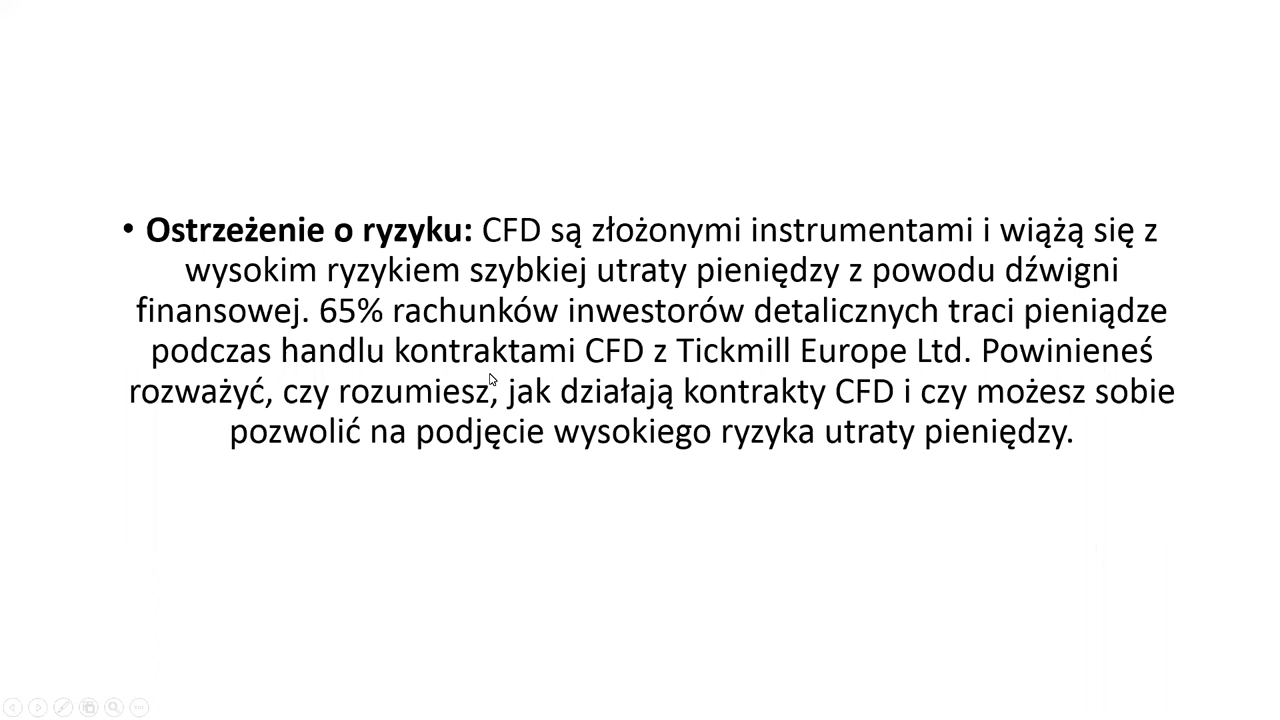 • Ostrzeżenie o ryzyku: CFD są złożonymi instrumentami i wiążą się z
wysokim ryzykiem szybkiej utraty pieniędzy z powodu dźwigni
finansowej. 65% rachunków inwestorów detalicznych traci pieniądze
podczas handlu kontraktami CFD z Tickmill Europe Ltd. Powinieneś
rozważyć, czy rozumiesz, jak działają kontrakty CFD i czy możesz sobie
pozwolić na podjęcie wysokiego ryzyka utraty pieniędzy.